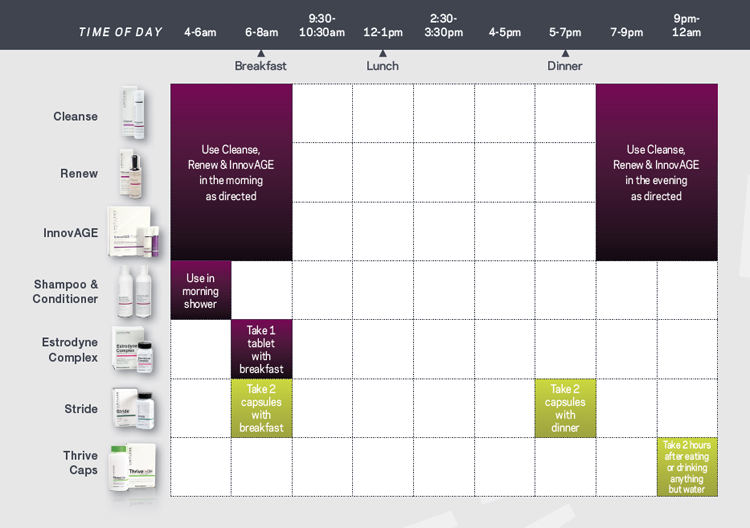 TIME OF DAY
4-6am
6-8am
9:30-
10:30am
12-1pm
2:30-
3:30pm
4-5pm
5-7pm
7-9pm
9pm-
12am
Breakfast
Lunch
Dinner
Cleanse
Renew
InnovAGE
Use Cleanse,
Renew & InnovAGE
in the morning
as directed
Use Cleanse,
Renew & InnovAGE
in the evening
as directed
Shampoo &
Conditioner
Use in
morning
shower
Estrodyne
Complex
Estrodyne
Complex
Take 1
tablet
with
breakfast
Stride
Stride
Take 2
capsules
with
breakfast
Take 2
capsules
with
dinner
Thrive
Caps
Thrive
Take 2 hours
after eating
or drinking
anything
but water